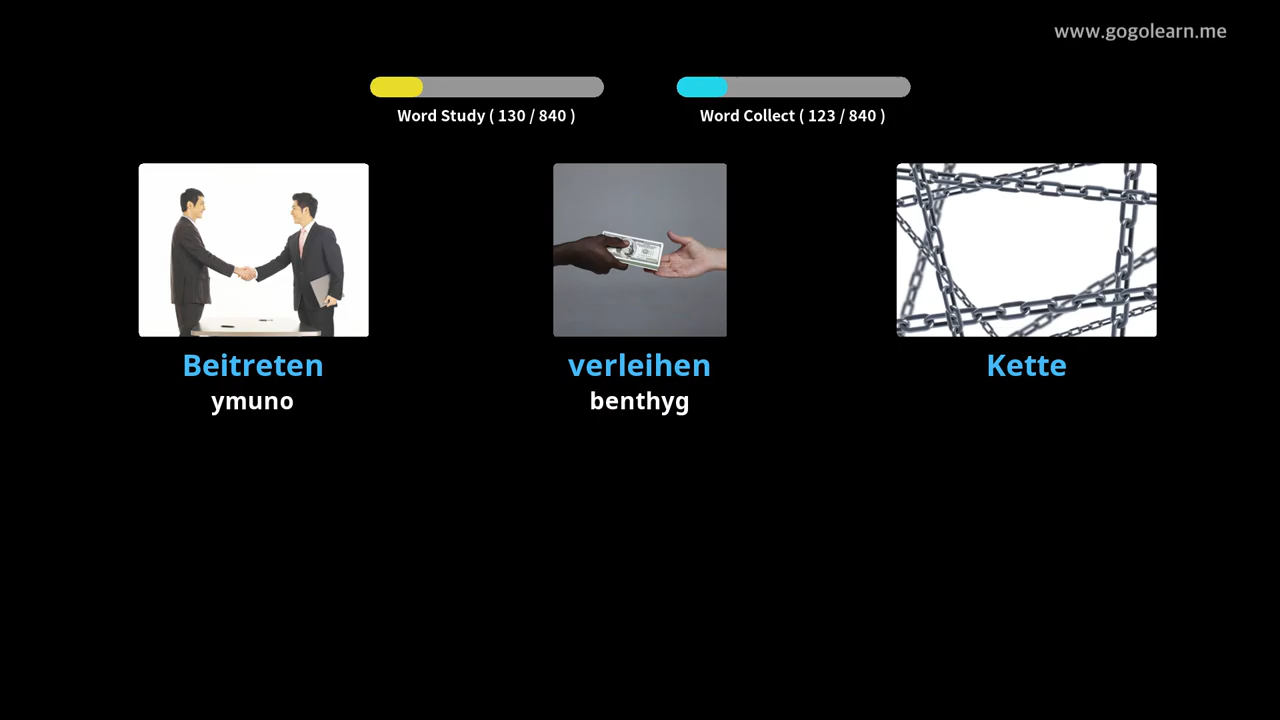 www.gogolearn.me
Word Study ( 130 / 840 )
Word Collect ( 123 / 840 )
Beitreten
ymuno
verleihen
benthyg
Kette